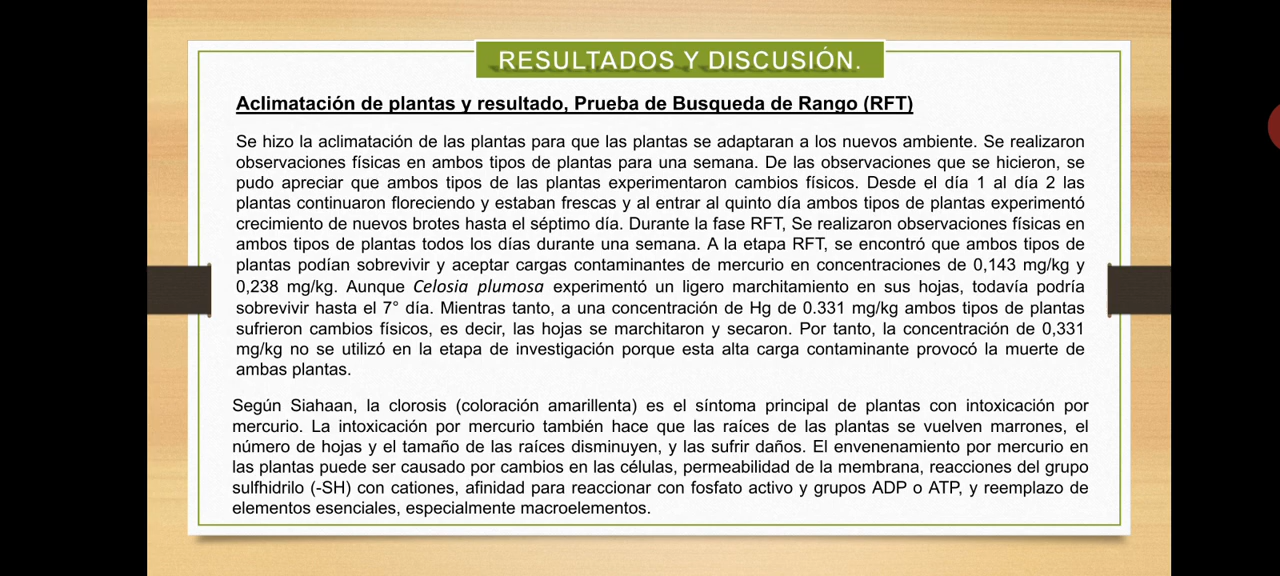 RESULTADOS Y DISCUSIÓN.
Aclimatación de plantas y resultado, Prueba de Busqueda de Rango (RFT)
Se hizo la aclimatación de las plantas para que las plantas se adaptaran a los nuevos ambiente. Se realizaron
observaciones físicas en ambos tipos de plantas para una semana. De las observaciones que se hicieron, se
pudo apreciar que ambos tipos de las plantas experimentaron cambios físicos. Desde el día 1 al día 2 las
plantas continuaron floreciendo y estaban frescas y al entrar al quinto día ambos tipos de plantas experimentó
crecimiento de nuevos brotes hasta el séptimo día. Durante la fase RFT, Se realizaron observaciones físicas en
ambos tipos de plantas todos los días durante una semana. A la etapa RFT, se encontró que ambos tipos de
plantas podían sobrevivir y aceptar cargas contaminantes de mercurio en concentraciones de 0,143 mg/kg y
0,238 mg/kg. Aunque Celosia plumosa experimentó un ligero marchitamiento en sus hojas, todavía podría
sobrevivir hasta el 7° día. Mientras tanto, a una concentración de Hg de 0.331 mg/kg ambos tipos de plantas
sufrieron cambios físicos, es decir, las hojas se marchitaron y secaron. Por tanto, la concentración de 0,331
mg/kg no se utilizó en la etapa de investigación porque esta alta carga contaminante provocó la muerte de
ambas plantas.
Según Siahaan, la clorosis (coloración amarillenta) es el síntoma principal de plantas con intoxicación por
mercurio. La intoxicación por mercurio también hace que las raíces de las plantas se vuelven marrones, el
número de hojas y el tamaño de las raíces disminuyen, y las sufrir daños. El envenenamiento por mercurio en
las plantas puede ser causado por cambios en las células, permeabilidad de la membrana, reacciones del grupo
sulfhidrilo (-SH) con cationes, afinidad para reaccionar con fosfato activo y grupos ADP o ATP, y reemplazo de
elementos esenciales, especialmente macroelementos.